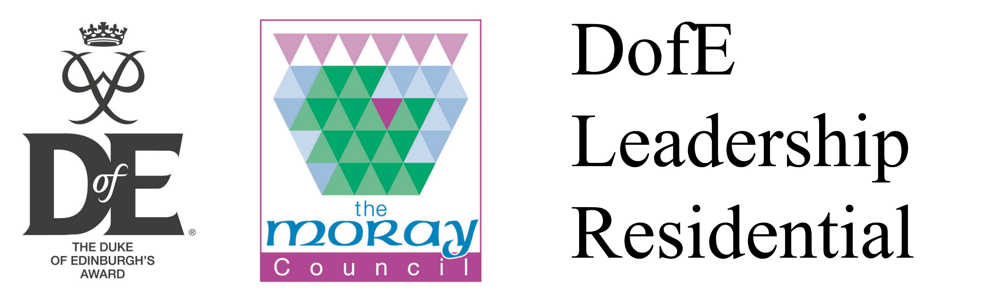 DofE®
THE DUKE
OF EDINBURGH'S
AWARD
the
moray
Council
DofE
Leadership
Residential